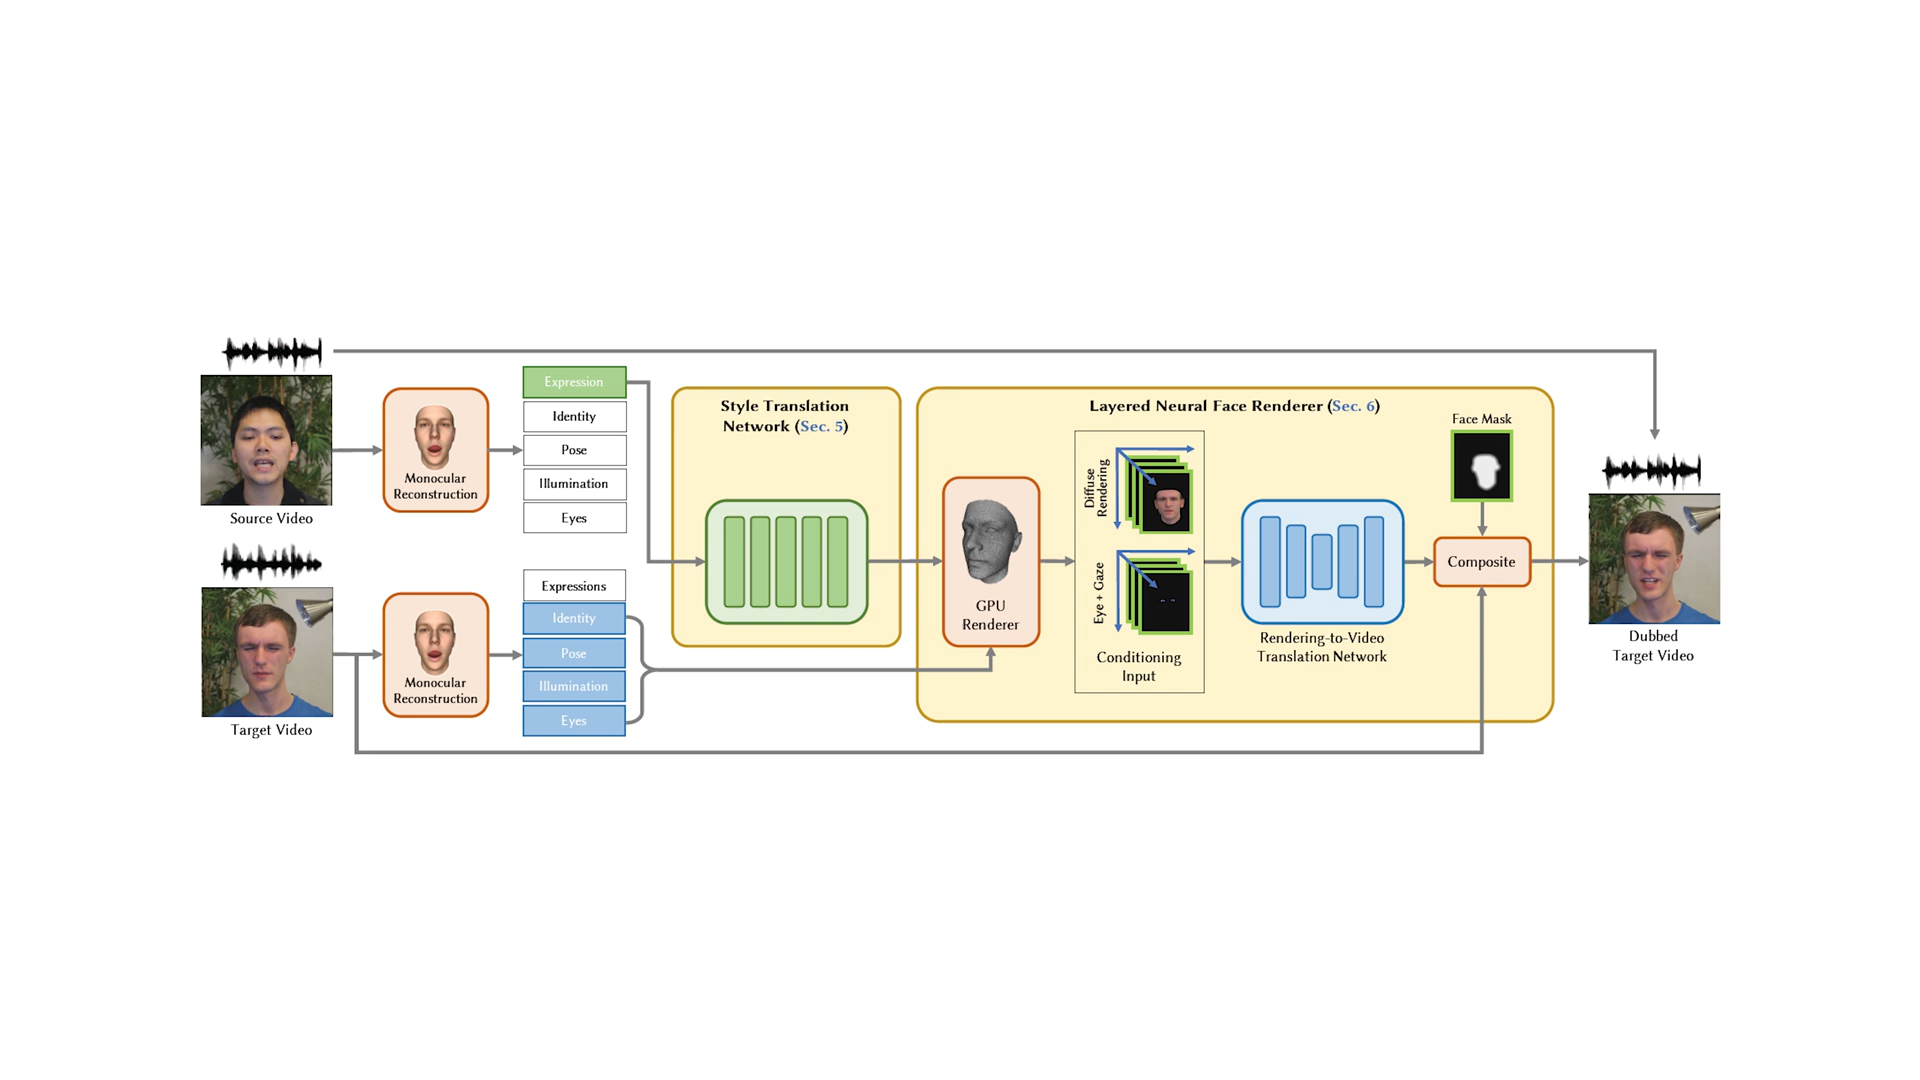 Source Video
Monocular
Reconstruction
Expression
Identity
Pose
Illumination
Eyes
Target Video
Monocular
Reconstruction
Expressions
Identity
Pose
Illumination
Eyes
Style Translation
Network (Sec. 5)
Layered Neural Face Renderer (Sec. 6)
GPU
Renderer
Diffuse
Rendering
Eye + Gaze
Conditioning
Input
Rendering-to-Video
Translation Network
Face Mask
Composite
Dubbed
Target Video